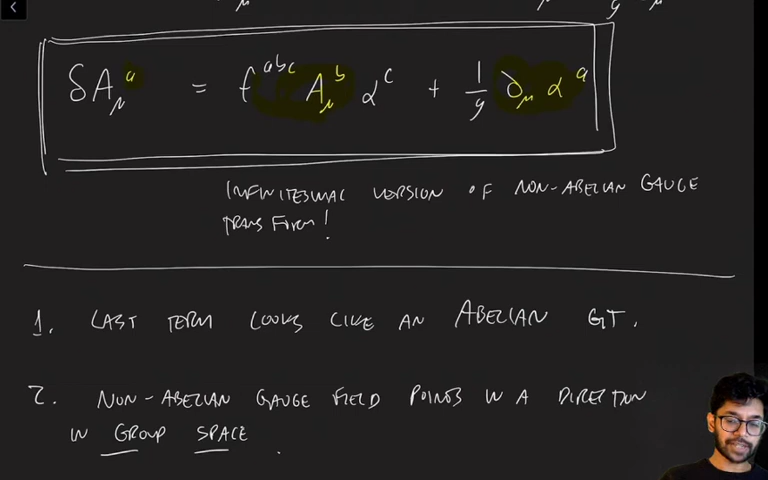 δA_μ^a = f^{abc} A_μ^b α^c + 1/g ∂_μ α^a
INFINITESIMAL VERSION OF NON-ABELIAN GAUGE
TRANSFORM!
1. LAST TERM LOOKS LIKE AN ABELIAN GT.
2. NON-ABELIAN GAUGE FIELD POINTS IN A DIRECTION
IN GROUP SPACE.